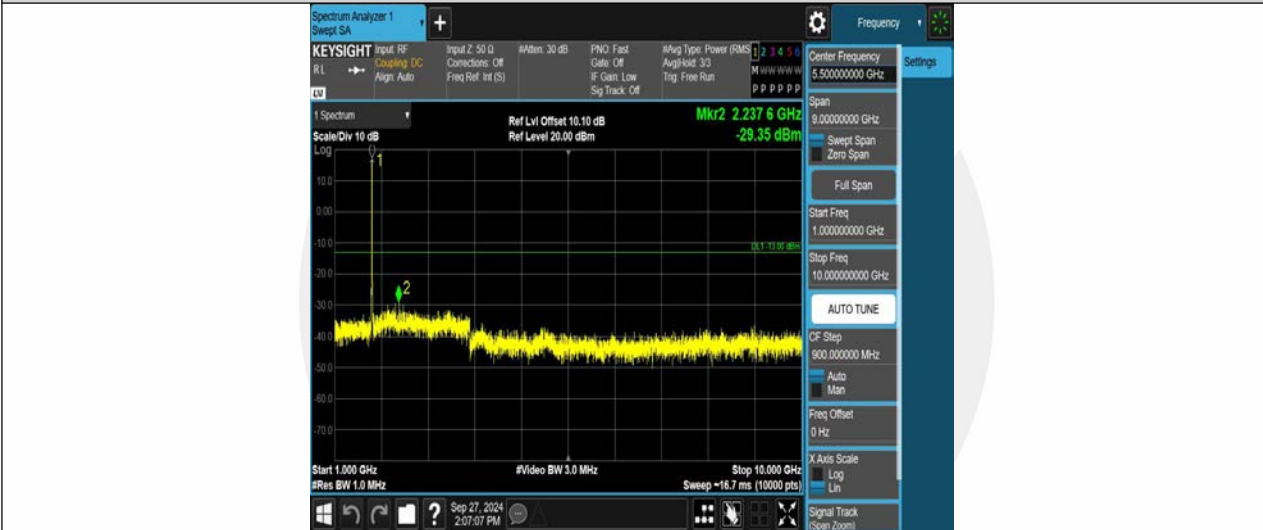 Spectrum Analyzer 1
Swept SA
+
Frequency
KEYSIGHT
RL
LW
Input: RF
Coupling: DC
Align: Auto
Input Z: 50 Ω
Corrections: Off
Freq Ref: Int (S)
#Atten: 30 dB
PNO: Fast
Gate: Off
IF Gain: Low
Sig Track: Off
#Avg Type: Power (RMS
Avg|Hold: 3/3
Trig: Free Run
1 2 3 4 5 6
M W W W W W
P P P P P P
1 Spectrum
Scale/Div 10 dB
Log
Ref Lvl Offset 10.10 dB
Ref Level 20.00 dBm
Mkr2 2.237 6 GHz
-29.35 dBm
1
10.0
0.00
-10.0
DL1 -13.00 dBm
-20.0
2
-30.0
-40.0
-50.0
-60.0
-70.0
Start 1.000 GHz
#Res BW 1.0 MHz
#Video BW 3.0 MHz
Stop 10.000 GHz
Sweep ~16.7 ms (10000 pts)
?
Sep 27, 2024
2:07:07 PM
Center Frequency
5.500000000 GHz
Settings
Span
9.00000000 GHz
Swept Span
Zero Span
Full Span
Start Freq
1.000000000 GHz
Stop Freq
10.000000000 GHz
AUTO TUNE
CF Step
900.000000 MHz
Auto
Man
Freq Offset
0 Hz
X Axis Scale
Log
Lin
Signal Track
(Span Zoom)